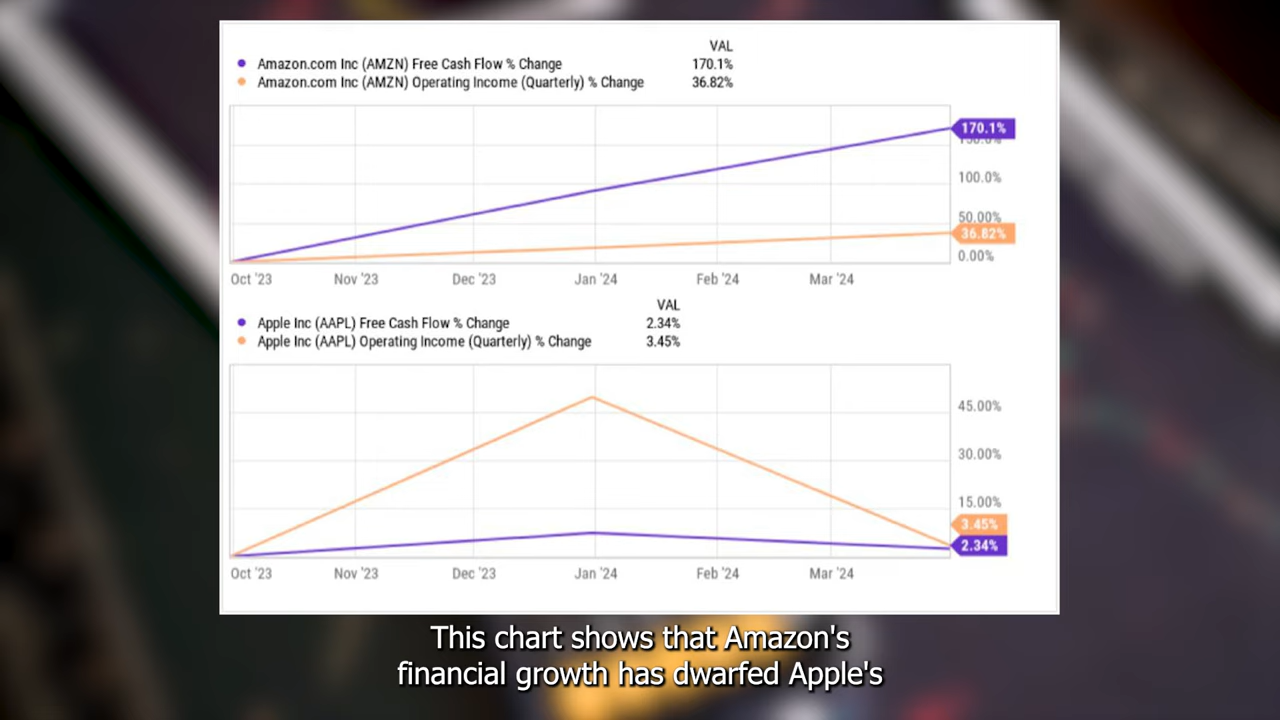 VAL
Amazon.com Inc (AMZN) Free Cash Flow % Change 170.1%
Amazon.com Inc (AMZN) Operating Income (Quarterly) % Change 36.82%
170.1%
150.0%
100.0%
50.00%
36.82%
0.00%
Oct '23 Nov '23 Dec '23 Jan '24 Feb '24 Mar '24
VAL
Apple Inc (AAPL) Free Cash Flow % Change 2.34%
Apple Inc (AAPL) Operating Income (Quarterly) % Change 3.45%
45.00%
30.00%
15.00%
3.45%
2.34%
Oct '23 Nov '23 Dec '23 Jan '24 Feb '24 Mar '24
This chart shows that Amazon's
financial growth has dwarfed Apple's